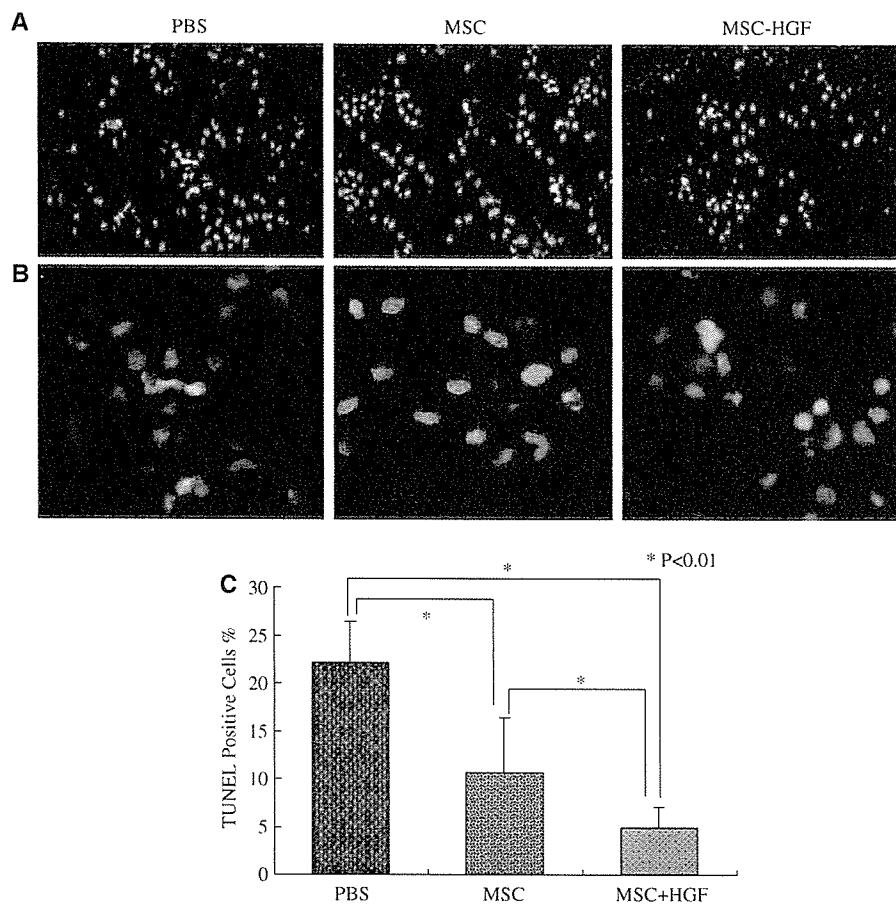 A
PBS MSC MSC-HGF
B
C
* P<0.01
*
*
*
TUNEL Positive Cells %
30
25
20
15
10
5
0
PBS MSC MSC+HGF